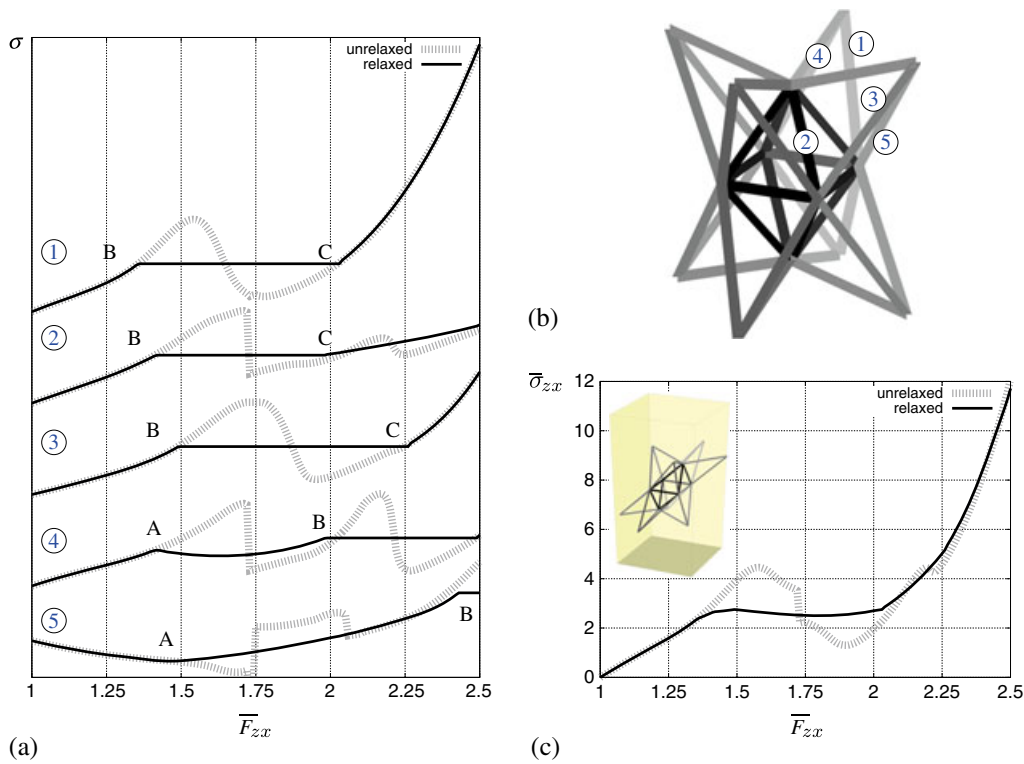 σ
unrelaxed
relaxed
① B C
② B C
③ B C
④ A B
⑤ A B
1 1.25 1.5 1.75 2 2.25 2.5
F̅zx
(a)
① ④ ③ ② ⑤
(b)
σ̅zx
unrelaxed
relaxed
12
10
8
6
4
2
0
1 1.25 1.5 1.75 2 2.25 2.5
F̅zx
(c)